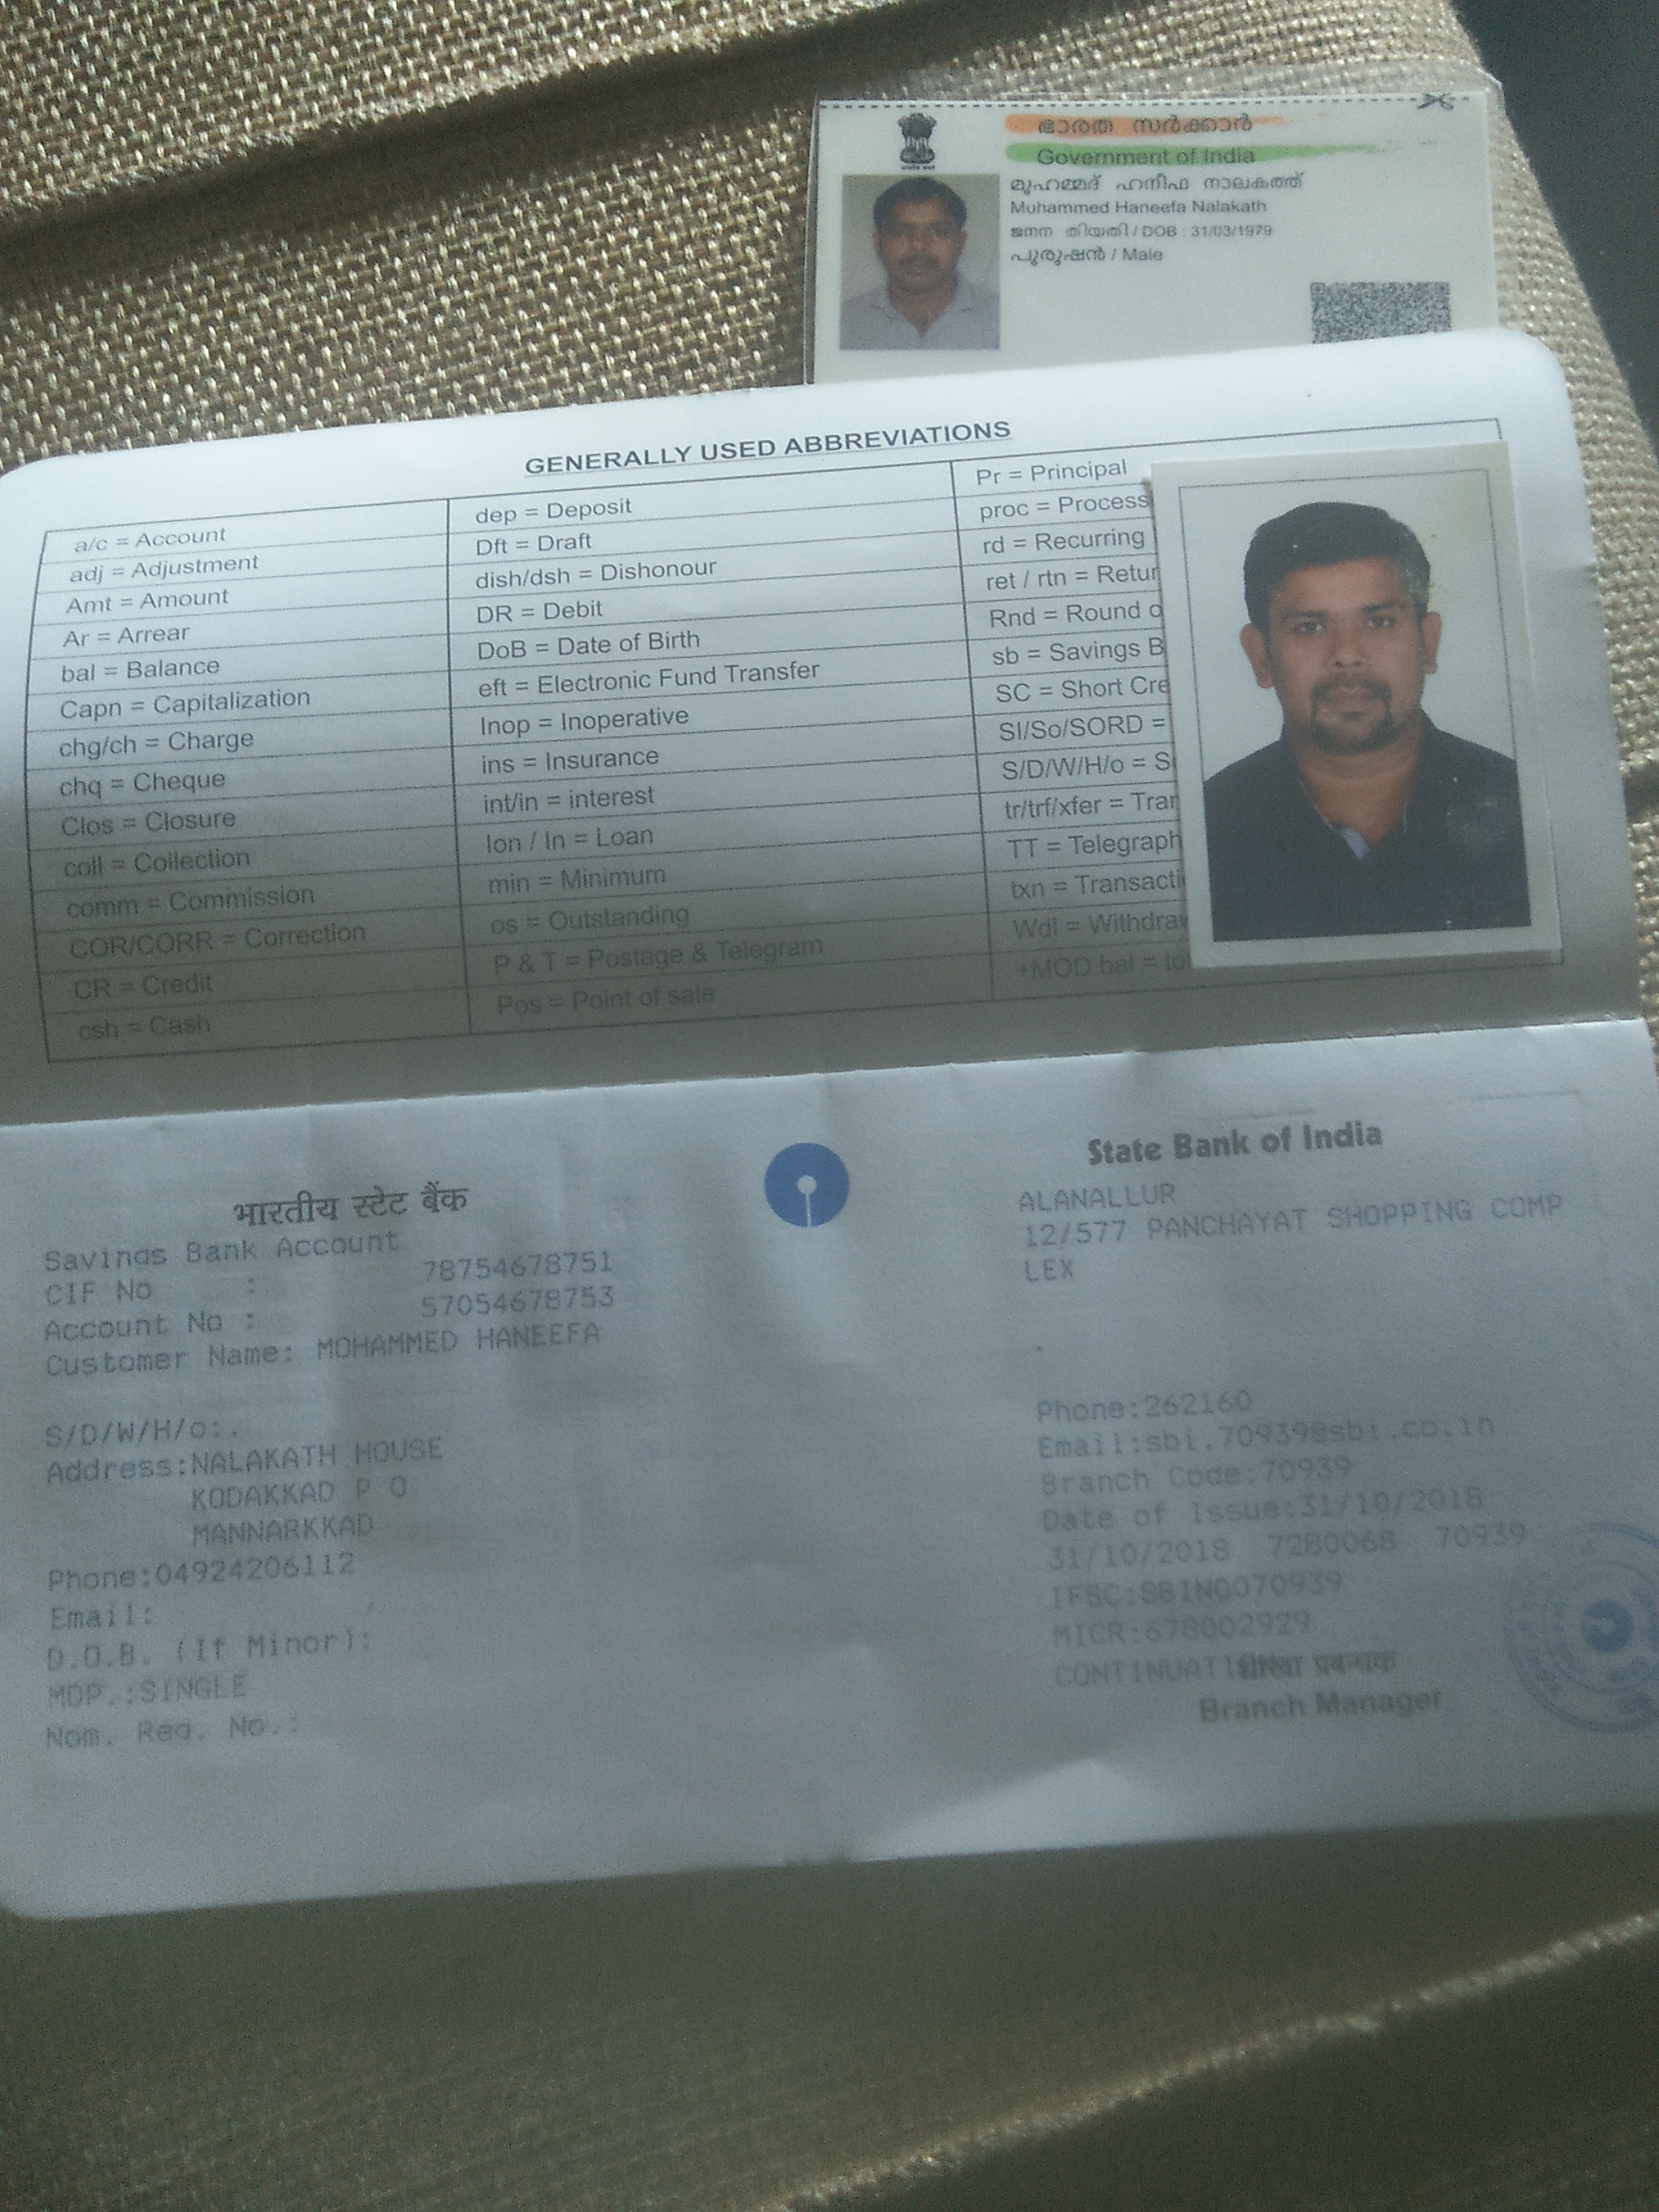 ഭാരത സർക്കാർ
Government of India
മുഹമ്മദ് ഹനീഫ നാലകത്ത്
Muhammed Haneefa Nalakath
ജനന തിയതി / DOB : 31/03/1979
പുരുഷൻ / Male
GENERALLY USED ABBREVIATIONS
a/c = Account
adj = Adjustment
Amt = Amount
Ar = Arrear
bal = Balance
Capn = Capitalization
chg/ch = Charge
chq = Cheque
Clos = Closure
coll = Collection
comm = Commission
COR/CORR = Correction
CR = Credit
csh = Cash
dep = Deposit
Dft = Draft
dish/dsh = Dishonour
DR = Debit
DoB = Date of Birth
eft = Electronic Fund Transfer
Inop = Inoperative
ins = Insurance
int/in = interest
lon / ln = Loan
min = Minimum
os = Outstanding
P & T = Postage & Telegram
Pos = Point of sale
Pr = Principal
proc = Process
rd = Recurring
ret / rtn = Retur
Rnd = Round o
sb = Savings B
SC = Short Cre
SI/So/SORD =
S/D/W/H/o = S
tr/trf/xfer = Tran
TT = Telegraph
txn = Transacti
Wdl = Withdraw
+MOD bal = to
भारतीय स्टेट बैंक
Savings Bank Account
CIF No : 78754678751
Account No : 57054678753
Customer Name: MOHAMMED HANEEFA
S/D/W/H/o:.
Address:NALAKATH HOUSE
KODAKKAD P O
MANNARKKAD
Phone:04924206112
Email:
D.O.B. (If Minor):
MOP.:SINGLE
Nom. Reg. No.:
State Bank of India
ALANALLUR
12/577 PANCHAYAT SHOPPING COMP
LEX
Phone:262160
Email:sbi.70939@sbi.co.in
Branch Code:70939
Date of Issue:31/10/2018
31/10/2018 7280068 70939
IFSC:SBIN0070939
MICR:678002929
CONTINUATI शाखा प्रबन्धक
Branch Manager